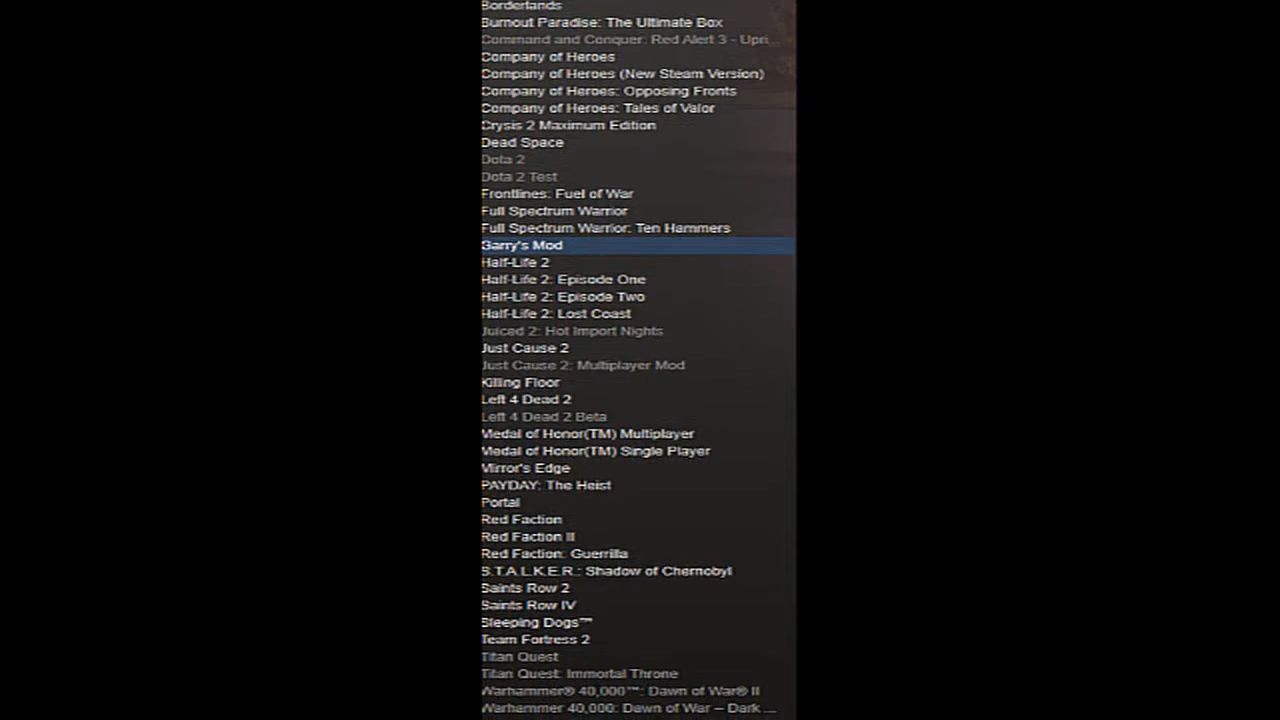 Borderlands
Burnout Paradise: The Ultimate Box
Command and Conquer: Red Alert 3 - Upri...
Company of Heroes
Company of Heroes (New Steam Version)
Company of Heroes: Opposing Fronts
Company of Heroes: Tales of Valor
Crysis 2 Maximum Edition
Dead Space
Dota 2
Dota 2 Test
Frontlines: Fuel of War
Full Spectrum Warrior
Full Spectrum Warrior: Ten Hammers
Garry's Mod
Half-Life 2
Half-Life 2: Episode One
Half-Life 2: Episode Two
Half-Life 2: Lost Coast
Juiced 2: Hot Import Nights
Just Cause 2
Just Cause 2: Multiplayer Mod
Killing Floor
Left 4 Dead 2
Left 4 Dead 2 Beta
Medal of Honor(TM) Multiplayer
Medal of Honor(TM) Single Player
Mirror's Edge
PAYDAY: The Heist
Portal
Red Faction
Red Faction II
Red Faction: Guerrilla
S.T.A.L.K.E.R.: Shadow of Chernobyl
Saints Row 2
Saints Row IV
Sleeping Dogs™
Team Fortress 2
Titan Quest
Titan Quest: Immortal Throne
Warhammer® 40,000™: Dawn of War® II
Warhammer 40,000: Dawn of War – Dark ...